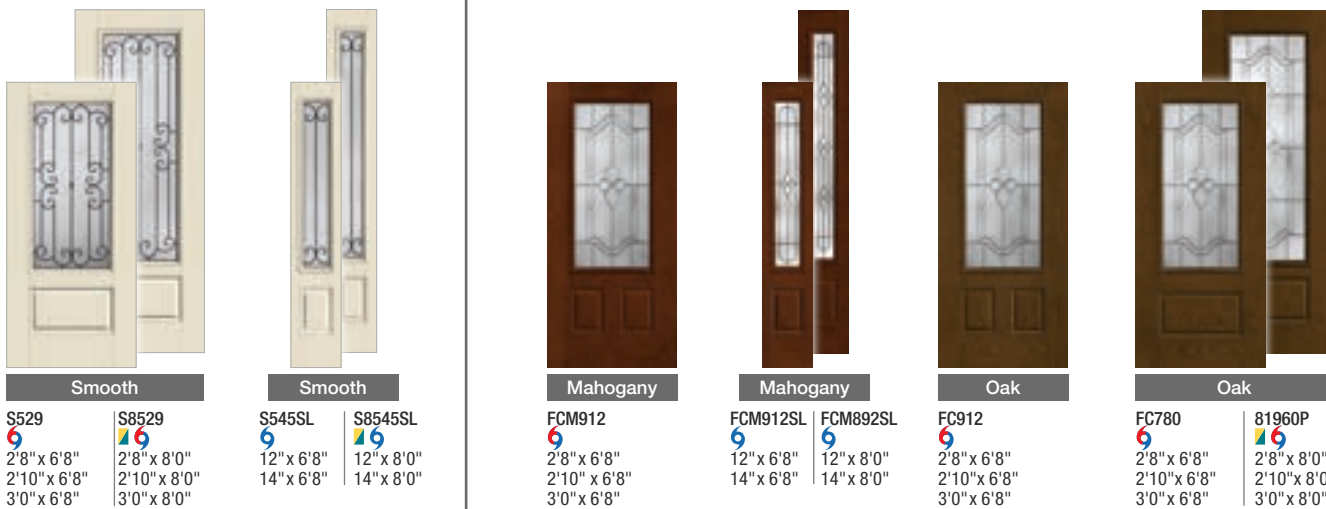 Smooth
S529
2'8"x 6'8"
2'10"x 6'8"
3'0"x 6'8"
S8529
2'8"x 8'0"
2'10"x 8'0"
3'0"x 8'0"
Smooth
S545SL
12"x 6'8"
14"x 6'8"
S8545SL
12"x 8'0"
14"x 8'0"
Mahogany
FCM912
2'8"x 6'8"
2'10" x 6'8"
3'0"x 6'8"
Mahogany
FCM912SL
12"x 6'8"
14"x 6'8"
FCM892SL
12"x 8'0"
14"x 8'0"
Oak
FC912
2'8"x 6'8"
2'10"x 6'8"
3'0"x 6'8"
Oak
FC780
2'8"x 6'8"
2'10"x 6'8"
3'0"x 6'8"
81960P
2'8"x 8'0"
2'10"x 8'0
3'0"x 8'0"